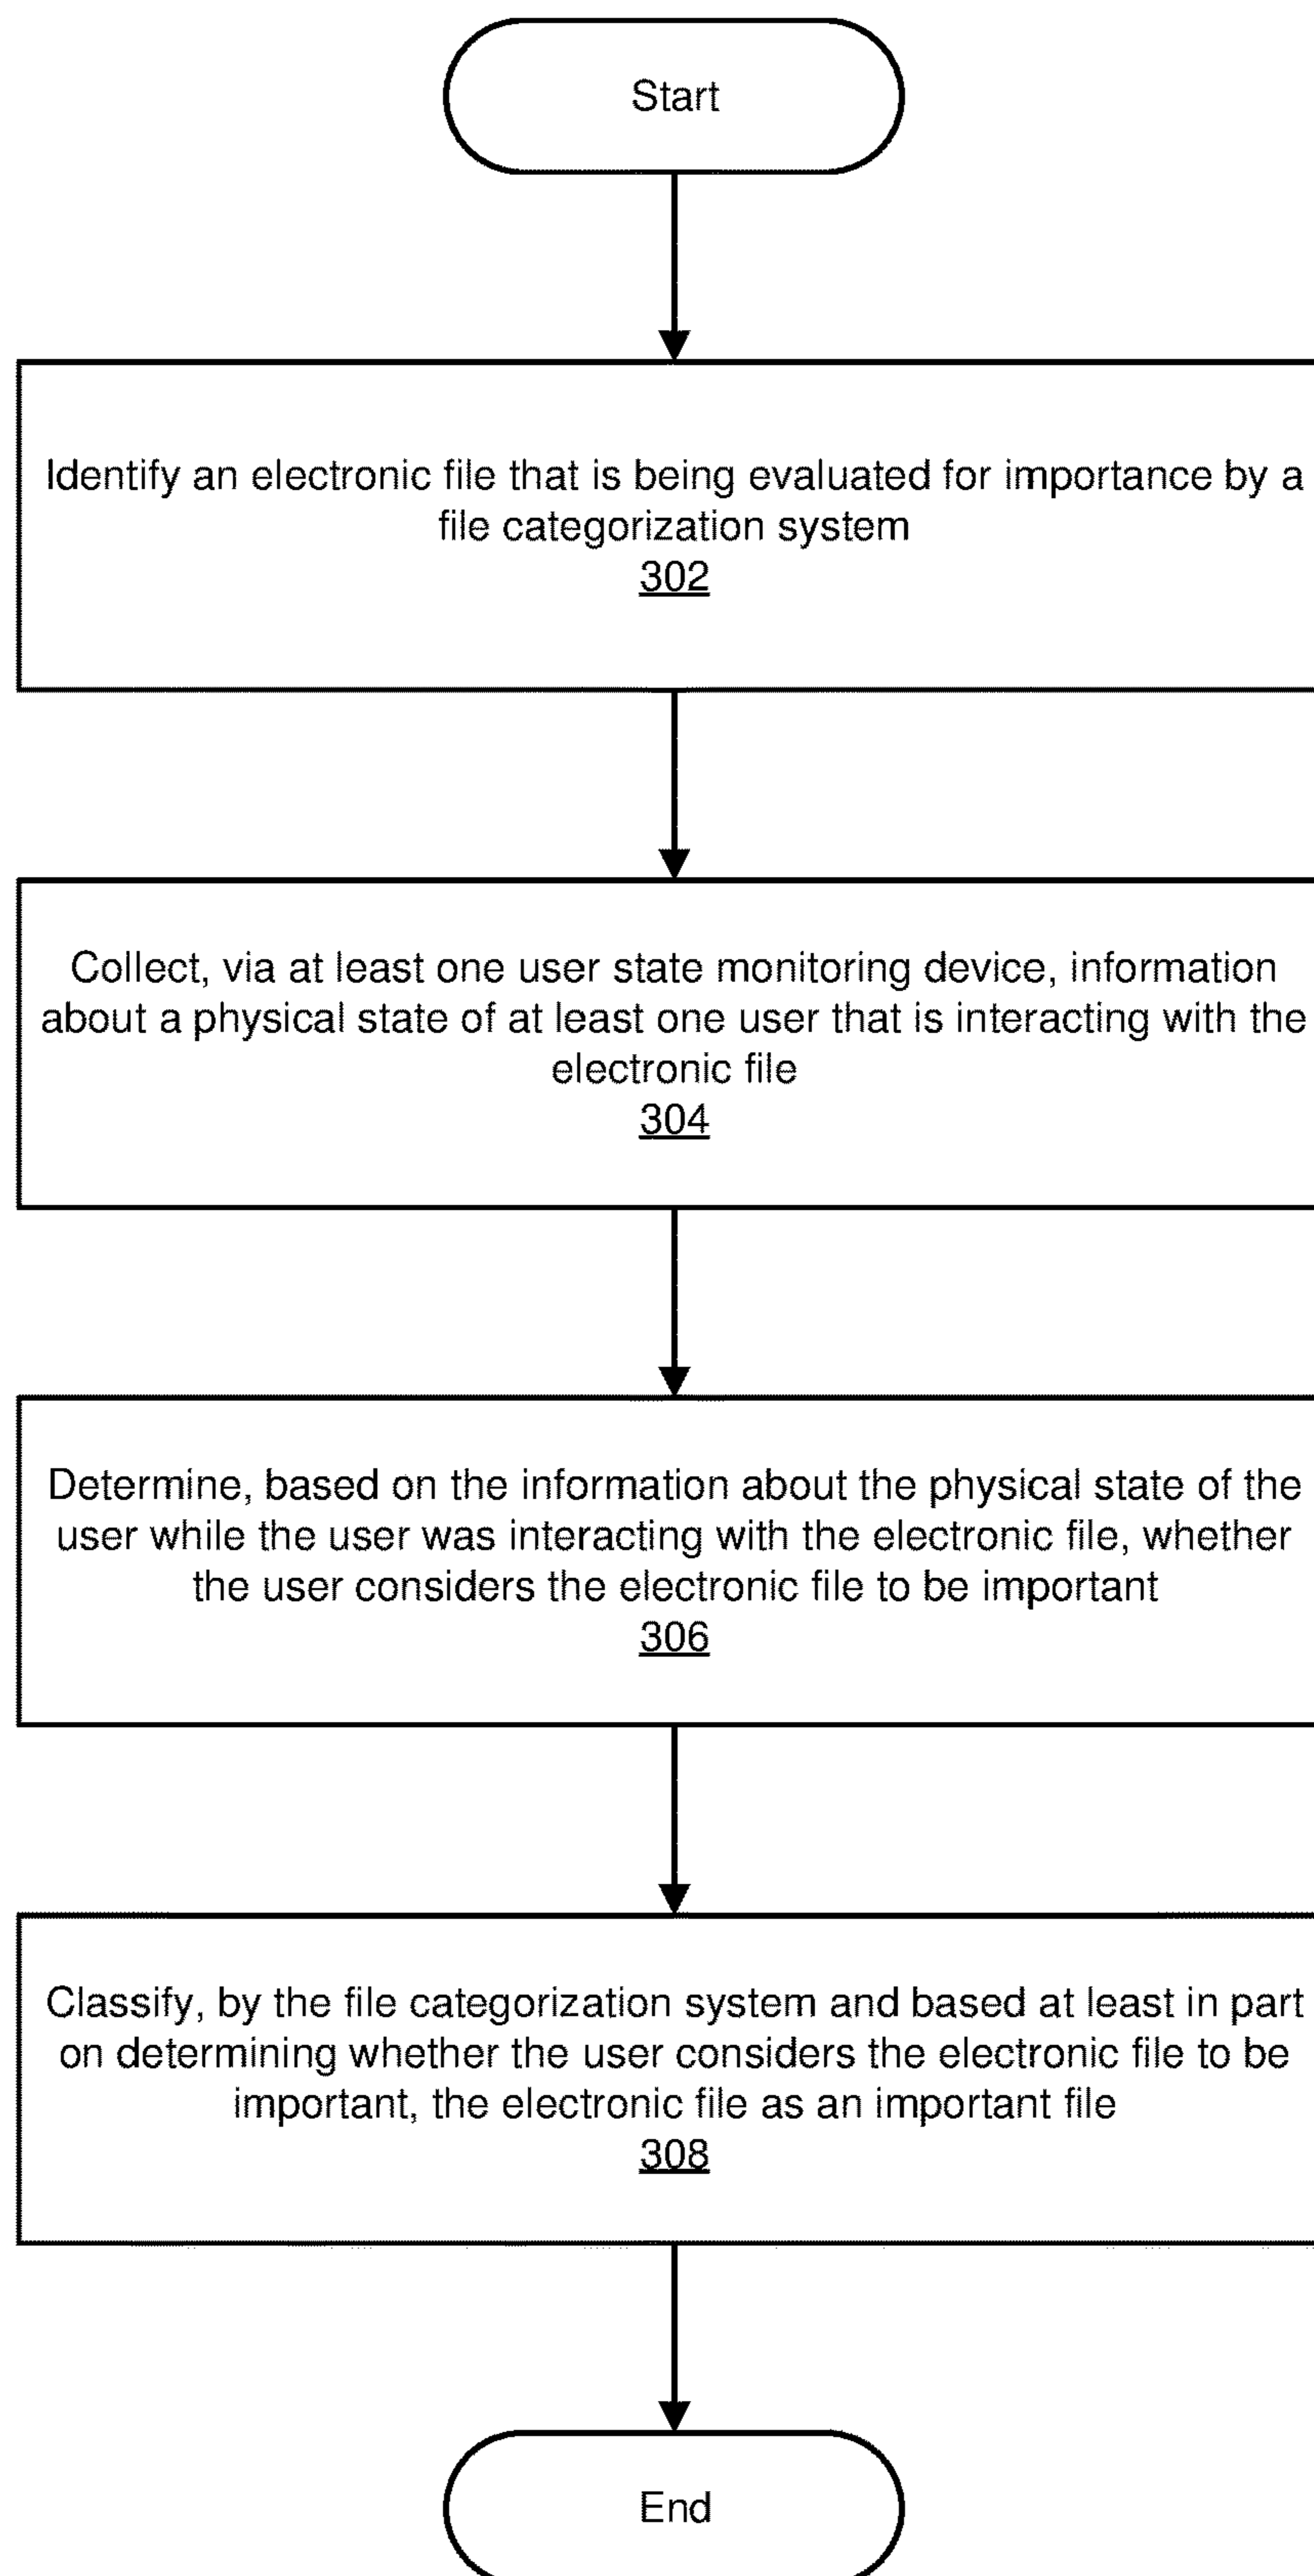 Start
Identify an electronic file that is being evaluated for importance by a
file categorization system
302
Collect, via at least one user state monitoring device, information
about a physical state of at least one user that is interacting with the
electronic file
304
Determine, based on the information about the physical state of the
user while the user was interacting with the electronic file, whether
the user considers the electronic file to be important
306
Classify, by the file categorization system and based at least in part
on determining whether the user considers the electronic file to be
important, the electronic file as an important file
308
End